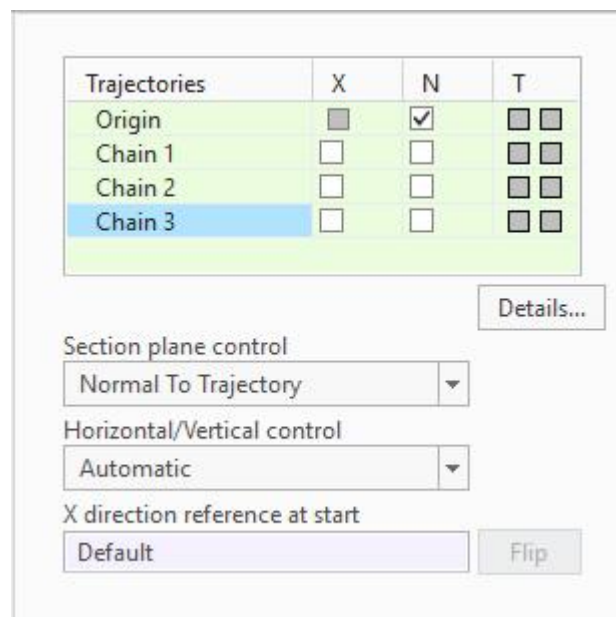 Trajectories X N T
Origin
Chain 1
Chain 2
Chain 3
Details...
Section plane control
Normal To Trajectory
Horizontal/Vertical control
Automatic
X direction reference at start
Default Flip